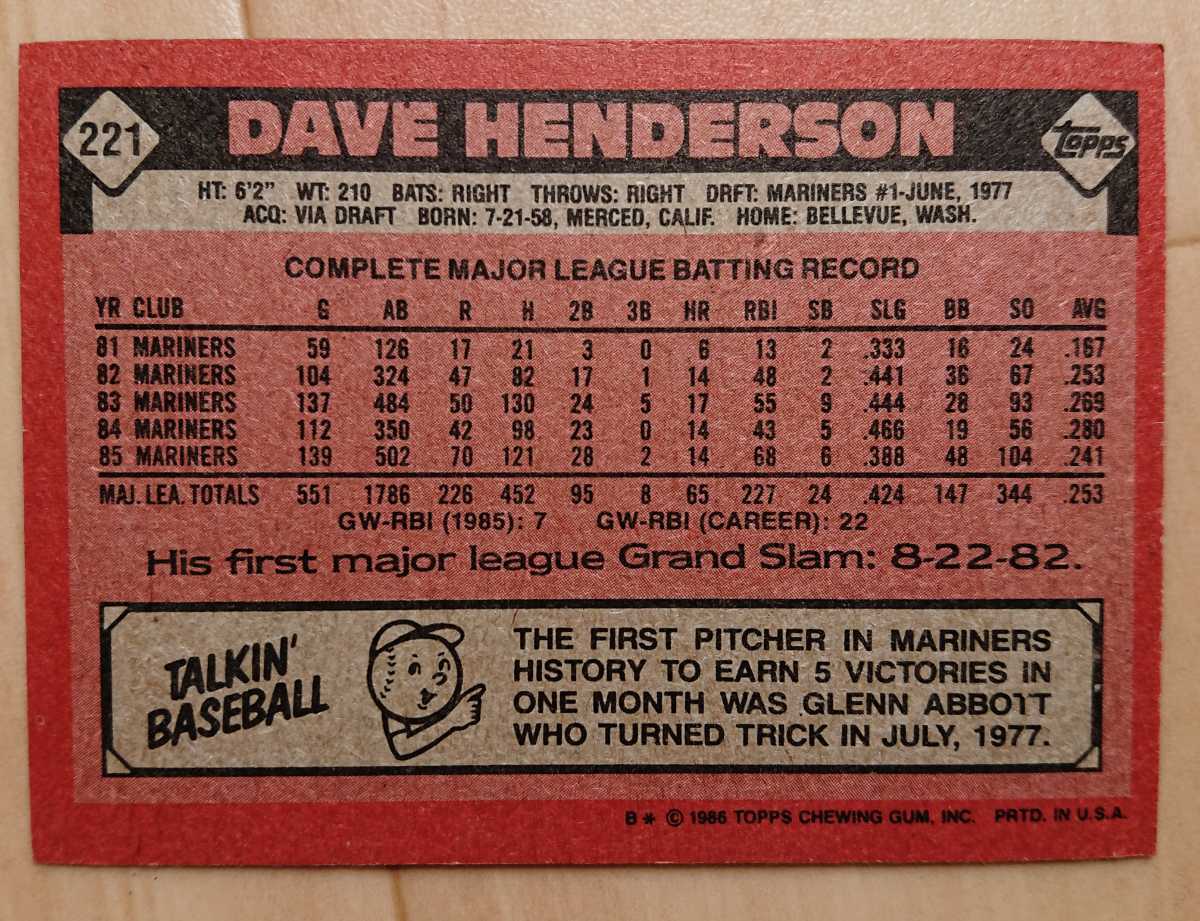 221 DAVE HENDERSON topps
HT: 6'2" WT: 210 BATS: RIGHT THROWS: RIGHT DRFT: MARINERS #1-JUNE, 1977
ACQ: VIA DRAFT BORN: 7-21-58, MERCED, CALIF. HOME: BELLEVUE, WASH.
COMPLETE MAJOR LEAGUE BATTING RECORD
YR CLUB G AB R H 2B 3B HR RBI SB SLG BB SO AVG
81 MARINERS 59 126 17 21 3 0 6 13 2 .333 16 24 .167
82 MARINERS 104 324 47 82 17 1 14 48 2 .441 36 67 .253
83 MARINERS 137 484 50 130 24 5 17 55 9 .444 28 93 .269
84 MARINERS 112 350 42 98 23 0 14 43 5 .466 19 56 .280
85 MARINERS 139 502 70 121 28 2 14 68 6 .388 48 104 .241
MAJ. LEA. TOTALS 551 1786 226 452 95 8 65 227 24 .424 147 344 .253
GW-RBI (1985): 7 GW-RBI (CAREER): 22
His first major league Grand Slam: 8-22-82.
TALKIN'
BASEBALL
THE FIRST PITCHER IN MARINERS
HISTORY TO EARN 5 VICTORIES IN
ONE MONTH WAS GLENN ABBOTT
WHO TURNED TRICK IN JULY, 1977.
B* © 1986 TOPPS CHEWING GUM, INC. PRTD. IN U.S.A.